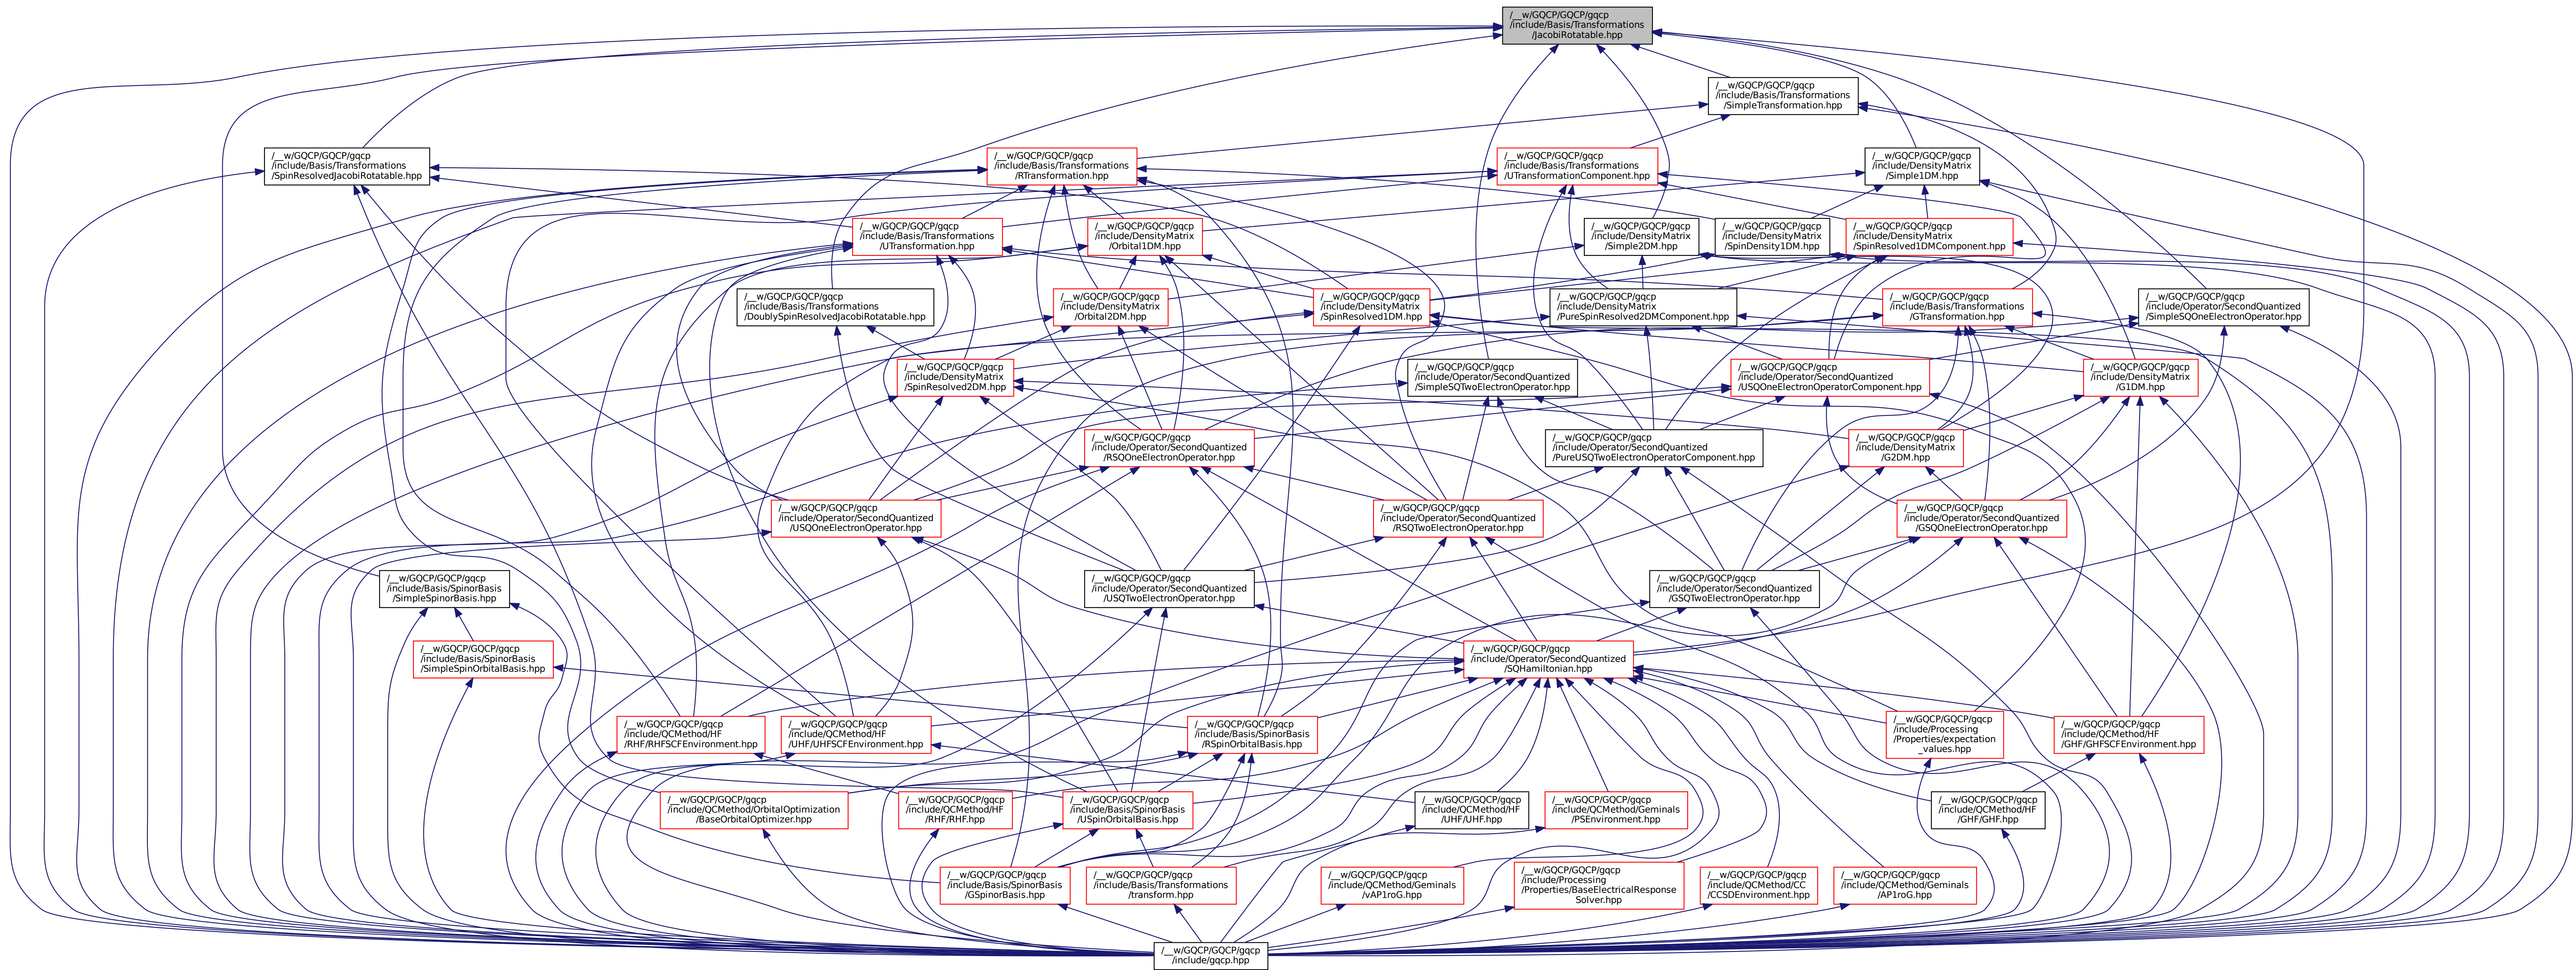 /__w/GQCP/GQCP/gqcp
/include/Basis/Transformations
/JacobiRotatable.hpp
/__w/GQCP/GQCP/gqcp
/include/Basis/Transformations
/SimpleTransformation.hpp
/__w/GQCP/GQCP/gqcp
/include/Basis/Transformations
/SpinResolvedJacobiRotatable.hpp
/__w/GQCP/GQCP/gqcp
/include/Basis/Transformations
/RTransformation.hpp
/__w/GQCP/GQCP/gqcp
/include/Basis/Transformations
/UTransformationComponent.hpp
/__w/GQCP/GQCP/gqcp
/include/DensityMatrix
/Simple1DM.hpp
/__w/GQCP/GQCP/gqcp
/include/Basis/Transformations
/UTransformation.hpp
/__w/GQCP/GQCP/gqcp
/include/DensityMatrix
/Orbital1DM.hpp
/__w/GQCP/GQCP/gqcp
/include/DensityMatrix
/Simple2DM.hpp
/__w/GQCP/GQCP/gqcp
/include/DensityMatrix
/SpinDensity1DM.hpp
/__w/GQCP/GQCP/gqcp
/include/DensityMatrix
/SpinResolved1DMComponent.hpp
/__w/GQCP/GQCP/gqcp
/include/Basis/Transformations
/DoublySpinResolvedJacobiRotatable.hpp
/__w/GQCP/GQCP/gqcp
/include/DensityMatrix
/Orbital2DM.hpp
/__w/GQCP/GQCP/gqcp
/include/DensityMatrix
/SpinResolved1DM.hpp
/__w/GQCP/GQCP/gqcp
/include/DensityMatrix
/PureSpinResolved2DMComponent.hpp
/__w/GQCP/GQCP/gqcp
/include/Basis/Transformations
/GTransformation.hpp
/__w/GQCP/GQCP/gqcp
/include/Operator/SecondQuantized
/SimpleSQOneElectronOperator.hpp
/__w/GQCP/GQCP/gqcp
/include/DensityMatrix
/SpinResolved2DM.hpp
/__w/GQCP/GQCP/gqcp
/include/Operator/SecondQuantized
/SimpleSQTwoElectronOperator.hpp
/__w/GQCP/GQCP/gqcp
/include/Operator/SecondQuantized
/USQOneElectronOperatorComponent.hpp
/__w/GQCP/GQCP/gqcp
/include/DensityMatrix
/G1DM.hpp
/__w/GQCP/GQCP/gqcp
/include/Operator/SecondQuantized
/RSQOneElectronOperator.hpp
/__w/GQCP/GQCP/gqcp
/include/Operator/SecondQuantized
/PureUSQTwoElectronOperatorComponent.hpp
/__w/GQCP/GQCP/gqcp
/include/DensityMatrix
/G2DM.hpp
/__w/GQCP/GQCP/gqcp
/include/Operator/SecondQuantized
/USQOneElectronOperator.hpp
/__w/GQCP/GQCP/gqcp
/include/Operator/SecondQuantized
/RSQTwoElectronOperator.hpp
/__w/GQCP/GQCP/gqcp
/include/Operator/SecondQuantized
/GSQOneElectronOperator.hpp
/__w/GQCP/GQCP/gqcp
/include/Basis/SpinorBasis
/SimpleSpinorBasis.hpp
/__w/GQCP/GQCP/gqcp
/include/Operator/SecondQuantized
/USQTwoElectronOperator.hpp
/__w/GQCP/GQCP/gqcp
/include/Operator/SecondQuantized
/GSQTwoElectronOperator.hpp
/__w/GQCP/GQCP/gqcp
/include/Basis/SpinorBasis
/SimpleSpinOrbitalBasis.hpp
/__w/GQCP/GQCP/gqcp
/include/Operator/SecondQuantized
/SQHamiltonian.hpp
/__w/GQCP/GQCP/gqcp
/include/QCMethod/HF
/RHF/RHFSCFEnvironment.hpp
/__w/GQCP/GQCP/gqcp
/include/QCMethod/HF
/UHF/UHFSCFEnvironment.hpp
/__w/GQCP/GQCP/gqcp
/include/Basis/SpinorBasis
/RSpinOrbitalBasis.hpp
/__w/GQCP/GQCP/gqcp
/include/Processing
/Properties/expectation
_values.hpp
/__w/GQCP/GQCP/gqcp
/include/QCMethod/HF
/GHF/GHFSCFEnvironment.hpp
/__w/GQCP/GQCP/gqcp
/include/QCMethod/OrbitalOptimization
/BaseOrbitalOptimizer.hpp
/__w/GQCP/GQCP/gqcp
/include/QCMethod/HF
/RHF/RHF.hpp
/__w/GQCP/GQCP/gqcp
/include/Basis/SpinorBasis
/USpinOrbitalBasis.hpp
/__w/GQCP/GQCP/gqcp
/include/QCMethod/HF
/UHF/UHF.hpp
/__w/GQCP/GQCP/gqcp
/include/QCMethod/Geminals
/PSEnvironment.hpp
/__w/GQCP/GQCP/gqcp
/include/QCMethod/HF
/GHF/GHF.hpp
/__w/GQCP/GQCP/gqcp
/include/Basis/SpinorBasis
/GSpinorBasis.hpp
/__w/GQCP/GQCP/gqcp
/include/Basis/Transformations
/transform.hpp
/__w/GQCP/GQCP/gqcp
/include/QCMethod/Geminals
/vAP1roG.hpp
/__w/GQCP/GQCP/gqcp
/include/Processing
/Properties/BaseElectricalResponse
Solver.hpp
/__w/GQCP/GQCP/gqcp
/include/QCMethod/CC
/CCSDEnvironment.hpp
/__w/GQCP/GQCP/gqcp
/include/QCMethod/Geminals
/AP1roG.hpp
/__w/GQCP/GQCP/gqcp
/include/gqcp.hpp